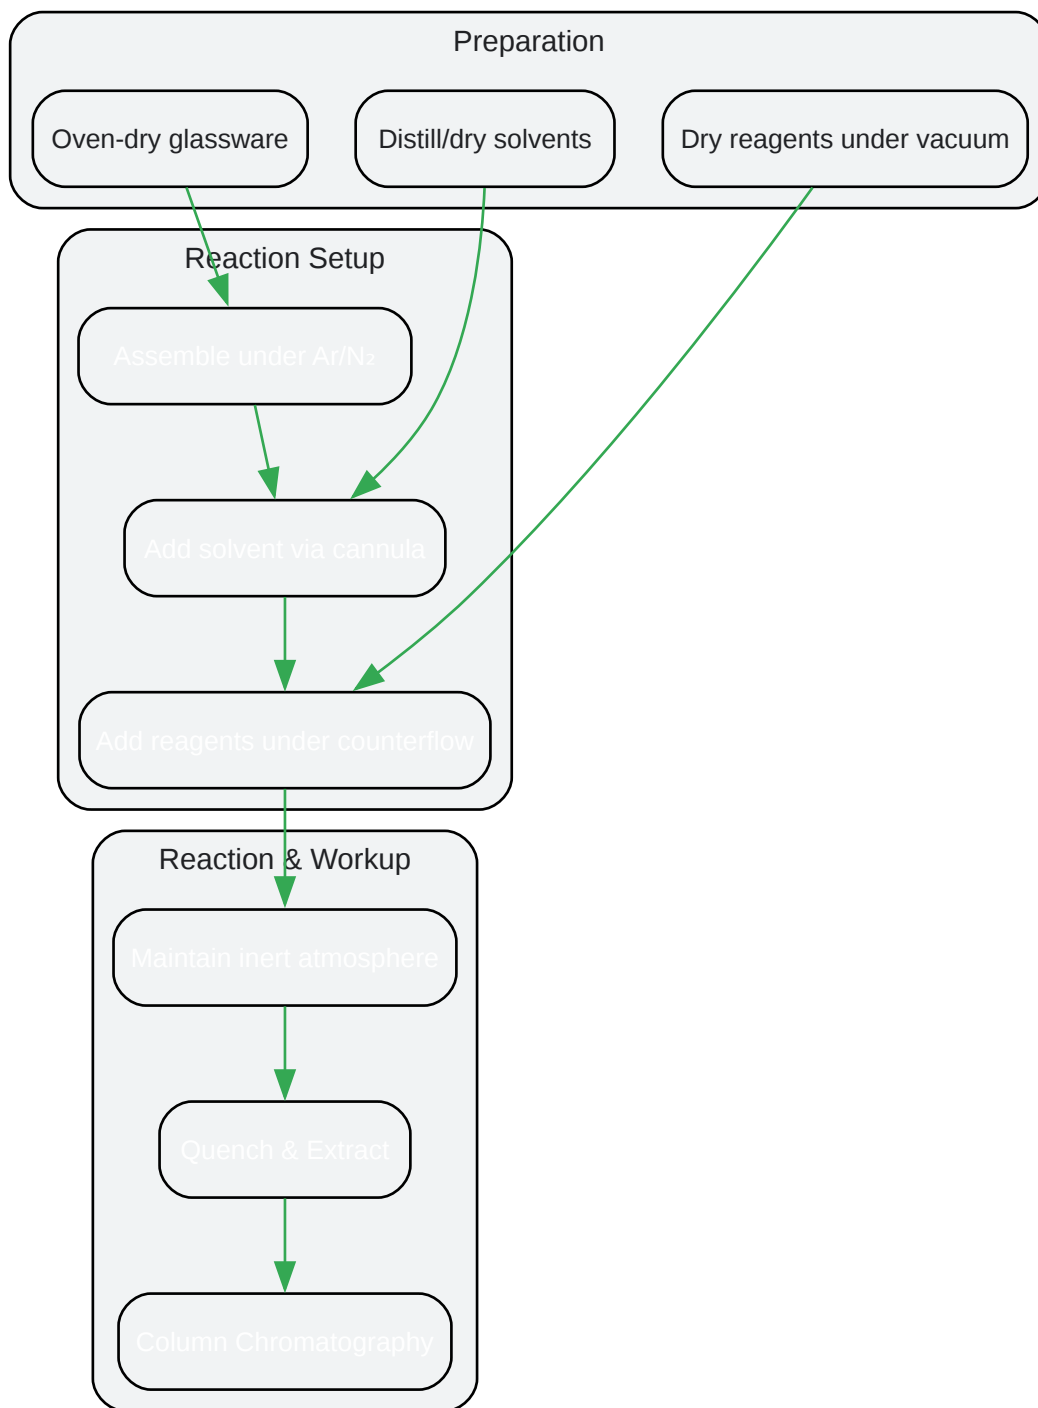 Preparation
Oven-dry glassware
Distill/dry solvents
Dry reagents under vacuum
Reaction Setup
Assemble under Ar/N₂
Add solvent via cannula
Add reagents under counterflow
Reaction & Workup
Maintain inert atmosphere
Quench & Extract
Column Chromatography